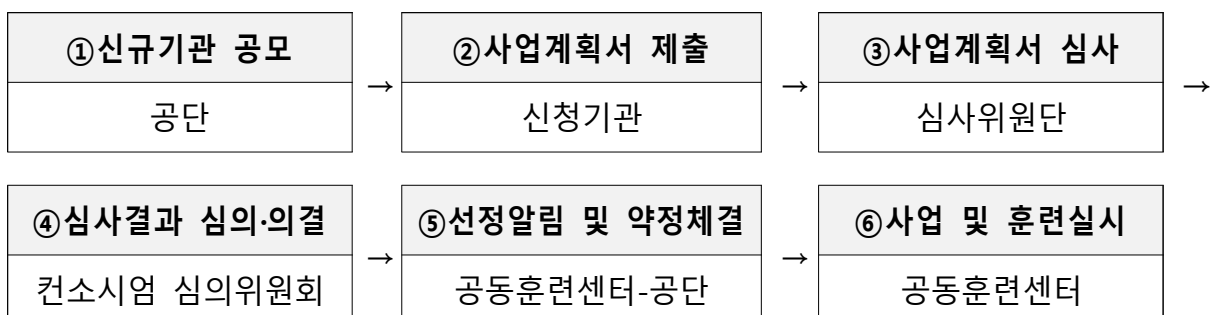 ①신규기관 공모 ②사업계획서 제출 ③사업계획서 심사
→ → →
공단 신청기관 심사위원단
④심사결과 심의·의결 ⑤선정알림 및 약정체결 ⑥사업 및 훈련실시
→ →
컨소시엄 심의위원회 공동훈련센터-공단 공동훈련센터